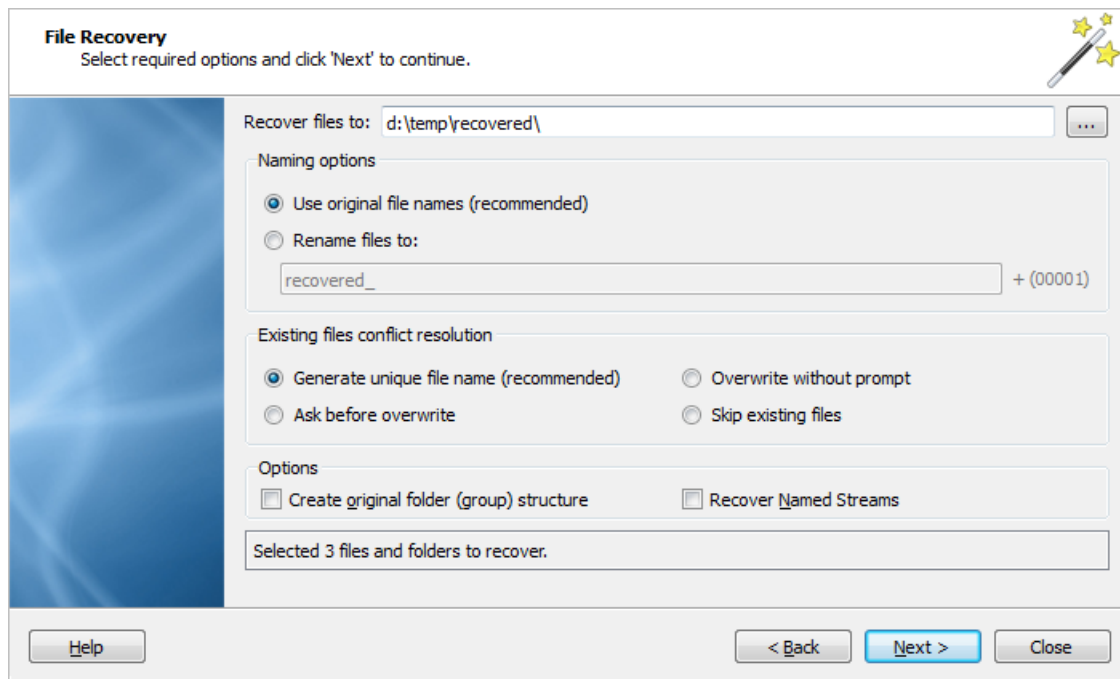 File Recovery
Select required options and click 'Next' to continue.
Recover files to: d:\temp\recovered\ ...
Naming options
Use original file names (recommended)
Rename files to:
recovered_ + (00001)
Existing files conflict resolution
Generate unique file name (recommended) Overwrite without prompt
Ask before overwrite Skip existing files
Options
Create original folder (group) structure Recover Named Streams
Selected 3 files and folders to recover.
Help < Back Next > Close